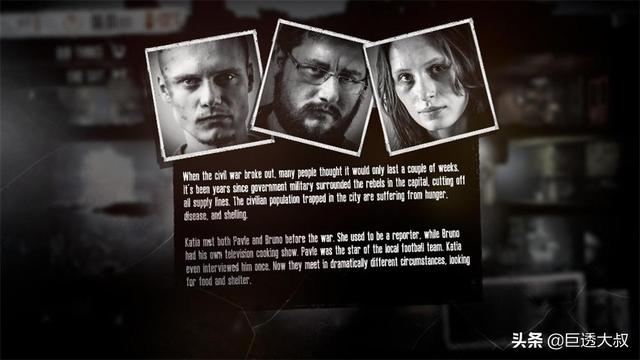 When the civil war broke out, many people thought it would only last a couple of weeks.
It's been years since government military surrounded the rebels in the capital, cutting off
all supply lines. The civilian population trapped in the city are suffering from hunger,
disease, and shelling.
Katia met both Pavle and Bruno before the war. She used to be a reporter, while Bruno
had his own television cooking show. Pavle was the star of the local football team. Katia
even interviewed him once. Now they meet in dramatically different circumstances, looking
for food and shelter.
头条 @巨透大叔